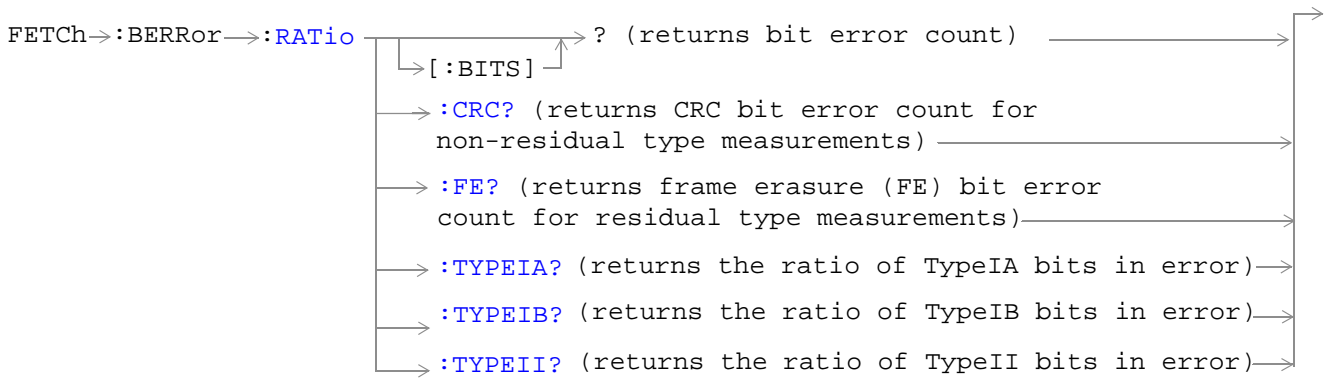 FETCh :BERRor :RATio ? (returns bit error count)
[:BITS]
:CRC? (returns CRC bit error count for
non-residual type measurements)
:FE? (returns frame erasure (FE) bit error
count for residual type measurements)
:TYPEIA? (returns the ratio of TypeIA bits in error)
:TYPEIB? (returns the ratio of TypeIB bits in error)
:TYPEII? (returns the ratio of TypeII bits in error)